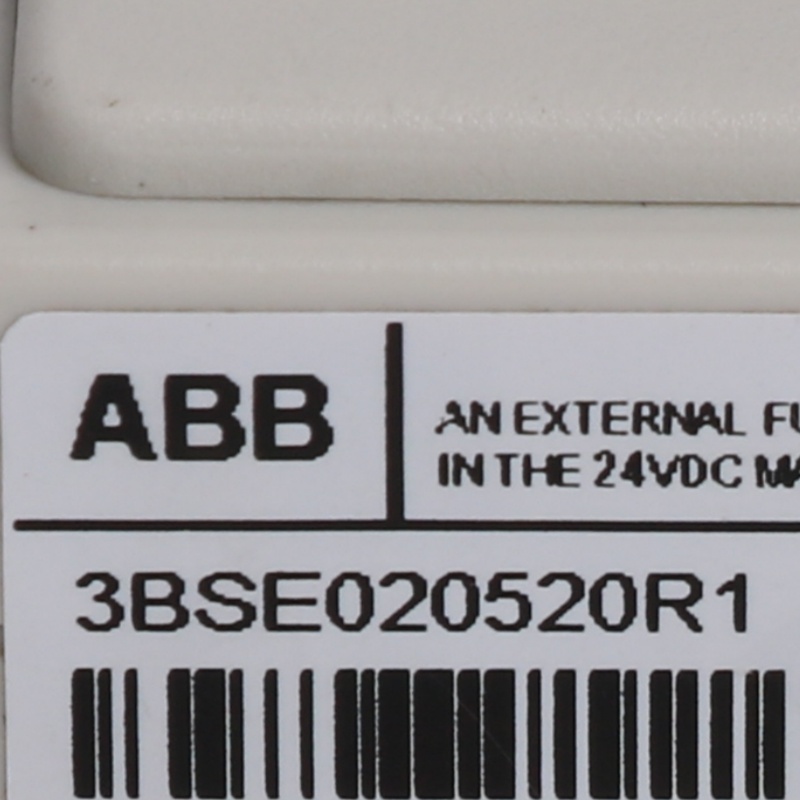 ABB
AN EXTERNAL
IN THE 24VDC
3BSE020520R1